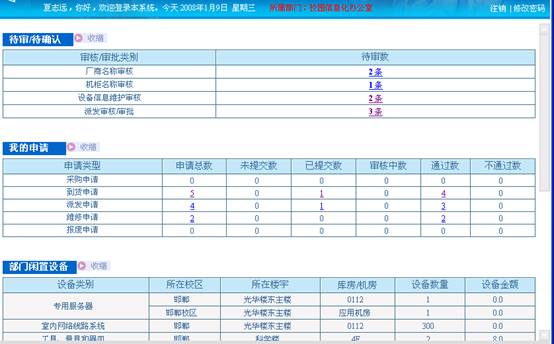 夏志远，你好，欢迎登录本系统。今天 2008年1月9日 星期三 所属部门：校园信息化办公室 注销 | 修改密码
待审/待确认 收缩
审核/审批类别 待审数
厂商名称审核 2 条
机柜名称审核 1 条
设备信息维护审核 2 条
派发审核/审批 3 条
我的申请 收缩
申请类型 申请总数 未提交数 已提交数 审核中数 通过数 不通过数
采购申请 0 0 0 0 0 0
到货申请 5 0 1 0 4 0
派发申请 4 0 1 0 3 0
维修申请 2 0 0 0 2 0
报废申请 0 0 0 0 0 0
部门闲置设备 收缩
设备类别 所在校区 所在楼宇 库房/机房 设备数量 设备金额
专用服务器 邯郸 光华楼东主楼 0112 1 0.0
邯郸校区 光华楼东主楼 应用机房 1 0.0
室内网络线路系统 邯郸 光华楼东主楼 0112 300 0.0
邯郸 科学楼 4F 2 8.0